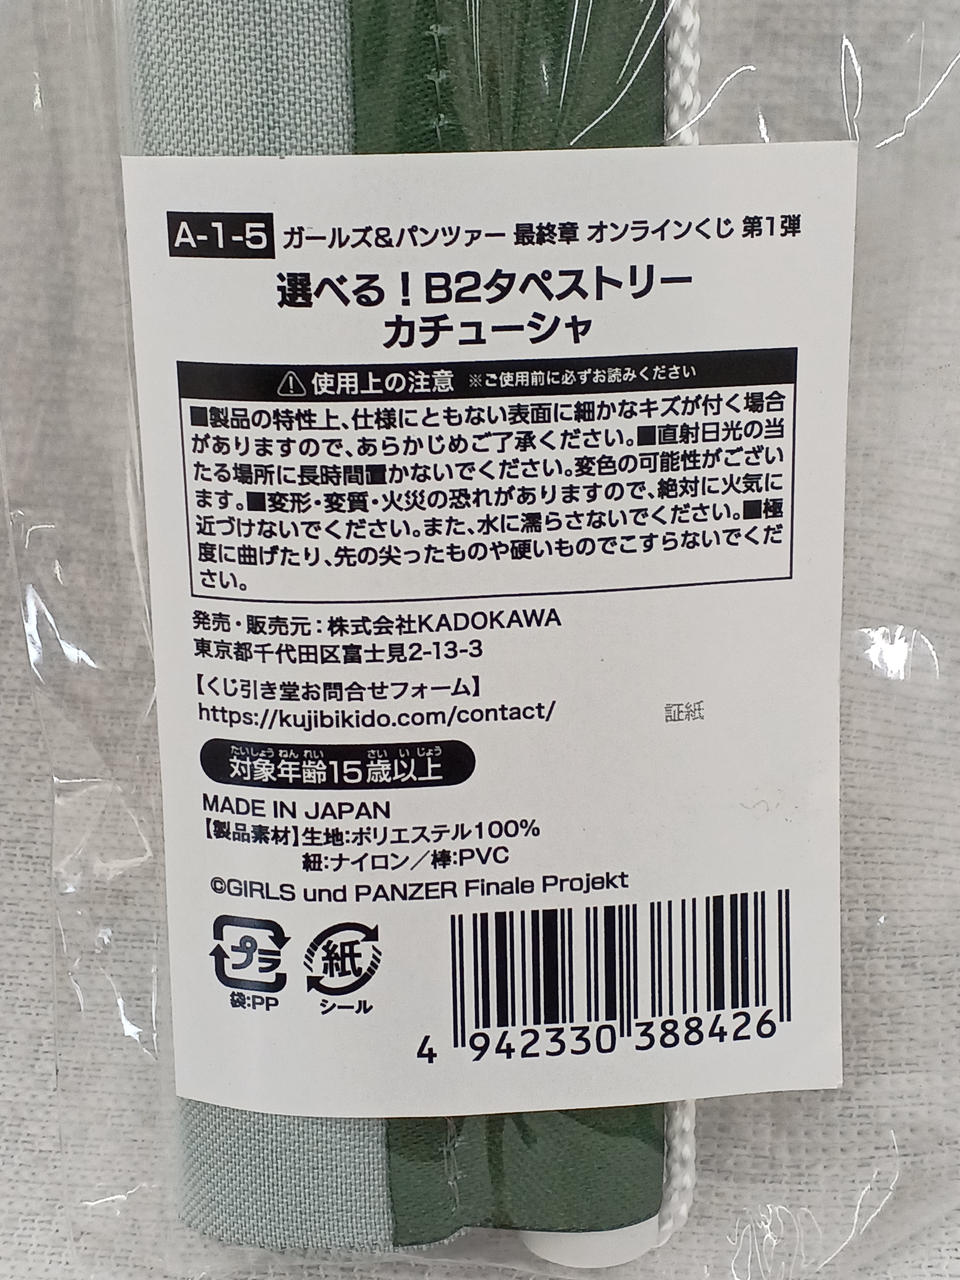 A-1-5 ガールズ&パンツァー 最終章 オンラインくじ 第1弾
選べる！B2タペストリー
カチューシャ
使用上の注意 ※ご使用前に必ずお読みください
■製品の特性上、仕様にともない表面に細かなキズが付く場合
がありますので、あらかじめご了承ください。■直射日光の当
たる場所に長時間置かないでください。変色の可能性がござい
ます。■変形・変質・火災の恐れがありますので、絶対に火気に
近づけないでください。また、水に濡らさないでください。■極
度に曲げたり、先の尖ったものや硬いものでこすらないでくだ
さい。
発売・販売元：株式会社KADOKAWA
東京都千代田区富士見2-13-3
【くじ引き堂お問合せフォーム】
https://kujibikido.com/contact/
証紙
たいしょうねんれい さいいじょう
対象年齢15歳以上
MADE IN JAPAN
【製品素材】生地：ポリエステル100%
紐：ナイロン／棒：PVC
©GIRLS und PANZER Finale Projekt
プラ
袋：PP
紙
シール
4 942330 388426